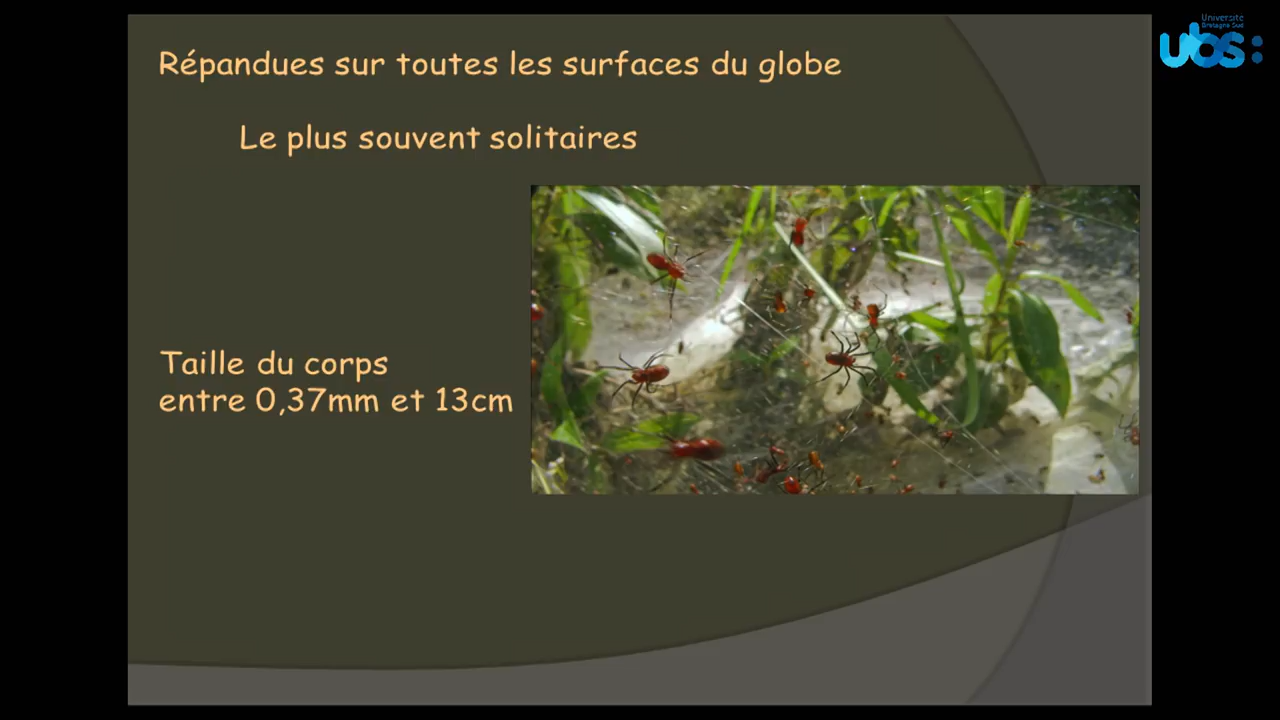 Université
Bretagne Sud
ubs:
Répandues sur toutes les surfaces du globe
Le plus souvent solitaires
Taille du corps
entre 0,37mm et 13cm